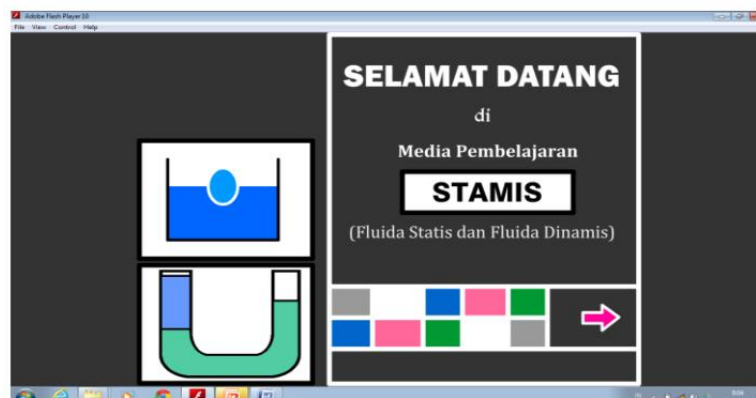 Adobe Flash Player 10
File View Control Help
SELAMAT DATANG
di
Media Pembelajaran
STAMIS
(Fluida Statis dan Fluida Dinamis)